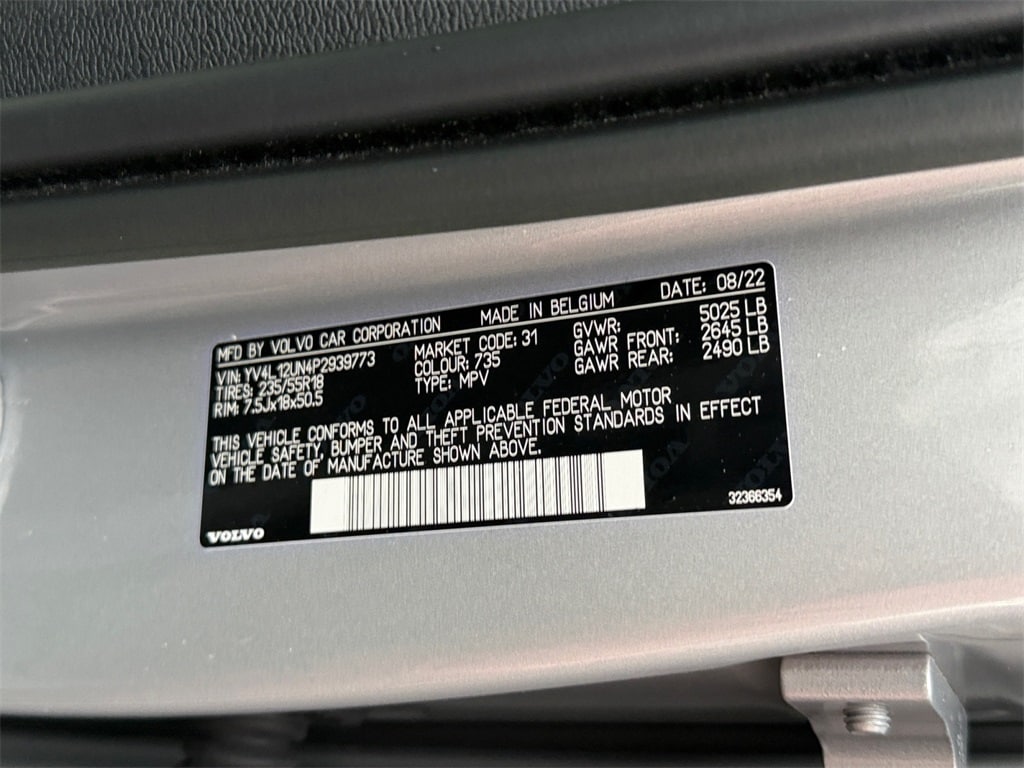 MFD BY VOLVO CAR CORPORATION MADE IN BELGIUM DATE: 08/22
VIN: YV4L12UN4P2939773 MARKET CODE: 31 GVWR: 5025 LB
TIRES: 235/55R18 COLOUR: 735 GAWR FRONT: 2645 LB
RIM: 7.5Jx18x50.5 TYPE: MPV GAWR REAR: 2490 LB
THIS VEHICLE CONFORMS TO ALL APPLICABLE FEDERAL MOTOR
VEHICLE SAFETY, BUMPER AND THEFT PREVENTION STANDARDS IN EFFECT
ON THE DATE OF MANUFACTURE SHOWN ABOVE.
VOLVO 32366354